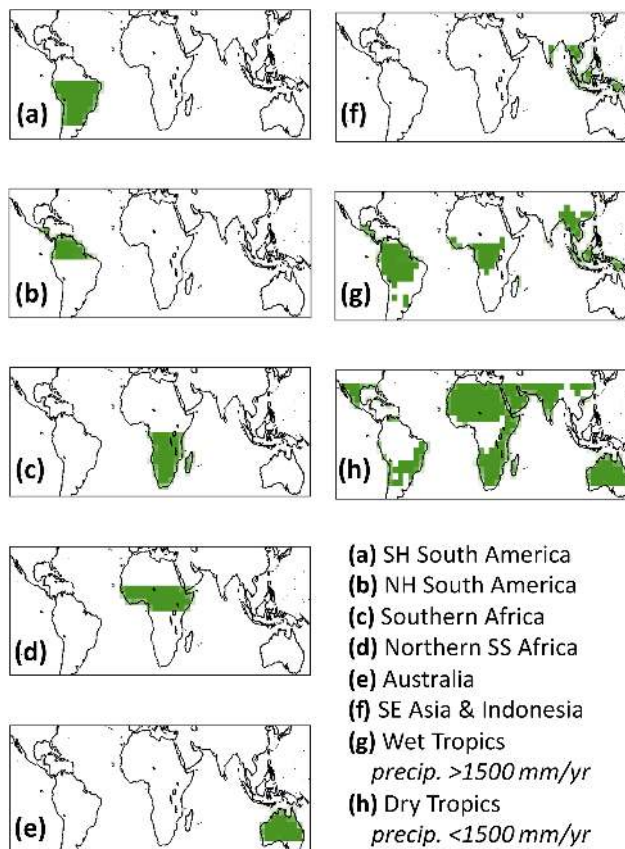 (a)
(f)
(b)
(g)
(c)
(h)
(d)
(e)
(a) SH South America
(b) NH South America
(c) Southern Africa
(d) Northern SS Africa
(e) Australia
(f) SE Asia & Indonesia
(g) Wet Tropics
precip. >1500 mm/yr
(h) Dry Tropics
precip. <1500 mm/yr